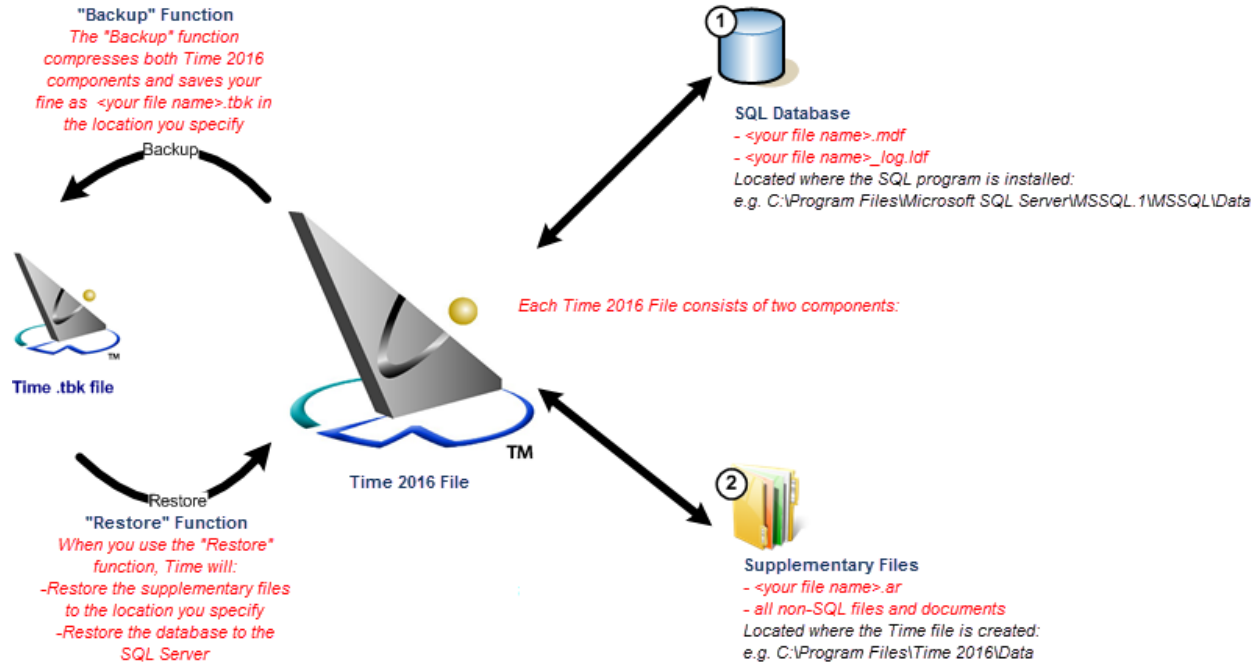 "Backup" Function
The "Backup" function
compresses both Time 2016
components and saves your
fine as <your file name>.tbk in
the location you specify
Backup
TM
Time .tbk file
Restore
"Restore" Function
When you use the "Restore"
function, Time will:
-Restore the supplementary files
to the location you specify
-Restore the database to the
SQL Server
TM
Time 2016 File
Each Time 2016 File consists of two components:
1
SQL Database
- <your file name>.mdf
- <your file name>_log.ldf
Located where the SQL program is installed:
e.g. C:\Program Files\Microsoft SQL Server\MSSQL.1\MSSQL\Data
2
Supplementary Files
- <your file name>.ar
- all non-SQL files and documents
Located where the Time file is created:
e.g. C:\Program Files\Time 2016\Data